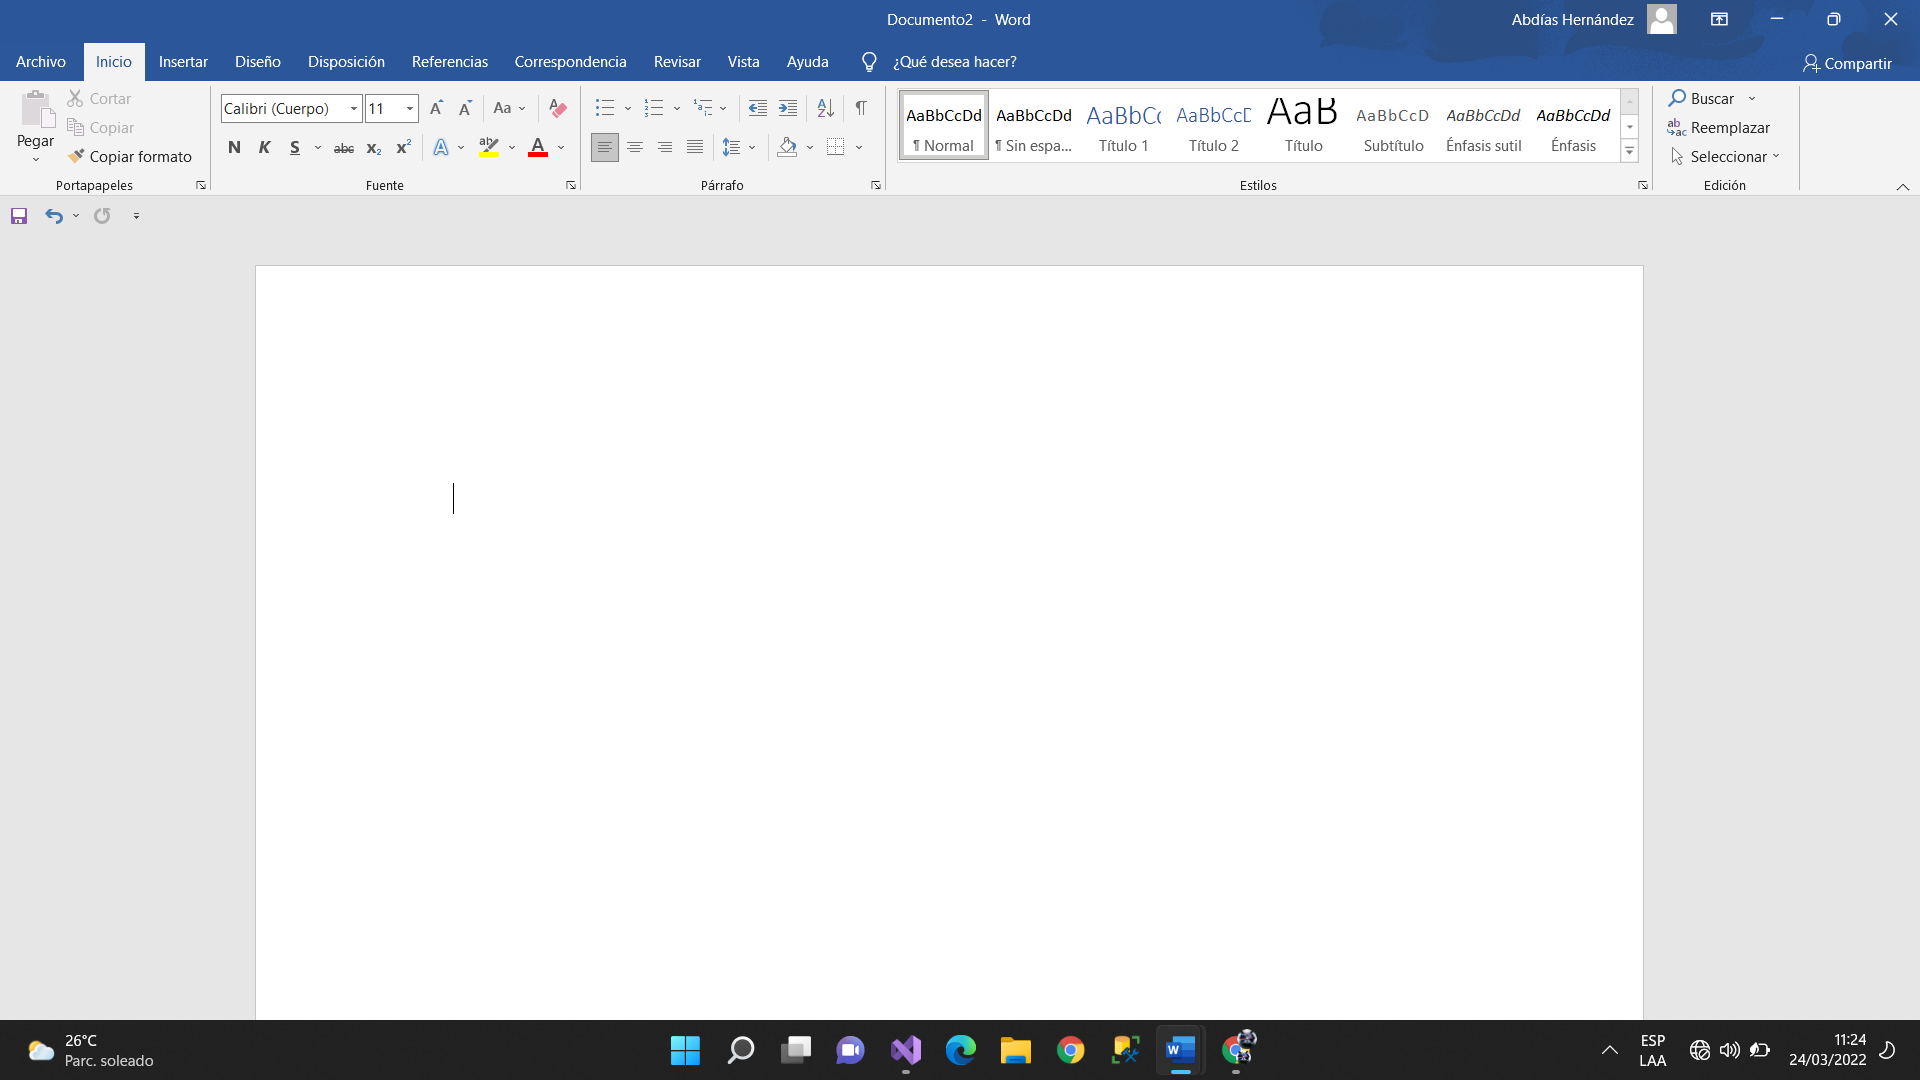 Documento2 - Word
Abdías Hernández
Archivo Inicio Insertar Diseño Disposición Referencias Correspondencia Revisar Vista Ayuda ¿Qué desea hacer? Compartir
Pegar
Cortar
Copiar
Copiar formato
Portapapeles
Calibri (Cuerpo) 11 A A Aa A
N K S abc x₂ x² A aby A
Fuente
Párrafo
AaBbCcDd AaBbCcDd AaBbCc AaBbCcD AaB AaBbCcD AaBbCcDd AaBbCcDd
¶ Normal ¶ Sin espa... Título 1 Título 2 Título Subtítulo Énfasis sutil Énfasis
Estilos
Buscar
Reemplazar
Seleccionar
Edición
26°C
Parc. soleado
ESP
LAA
11:24
24/03/2022